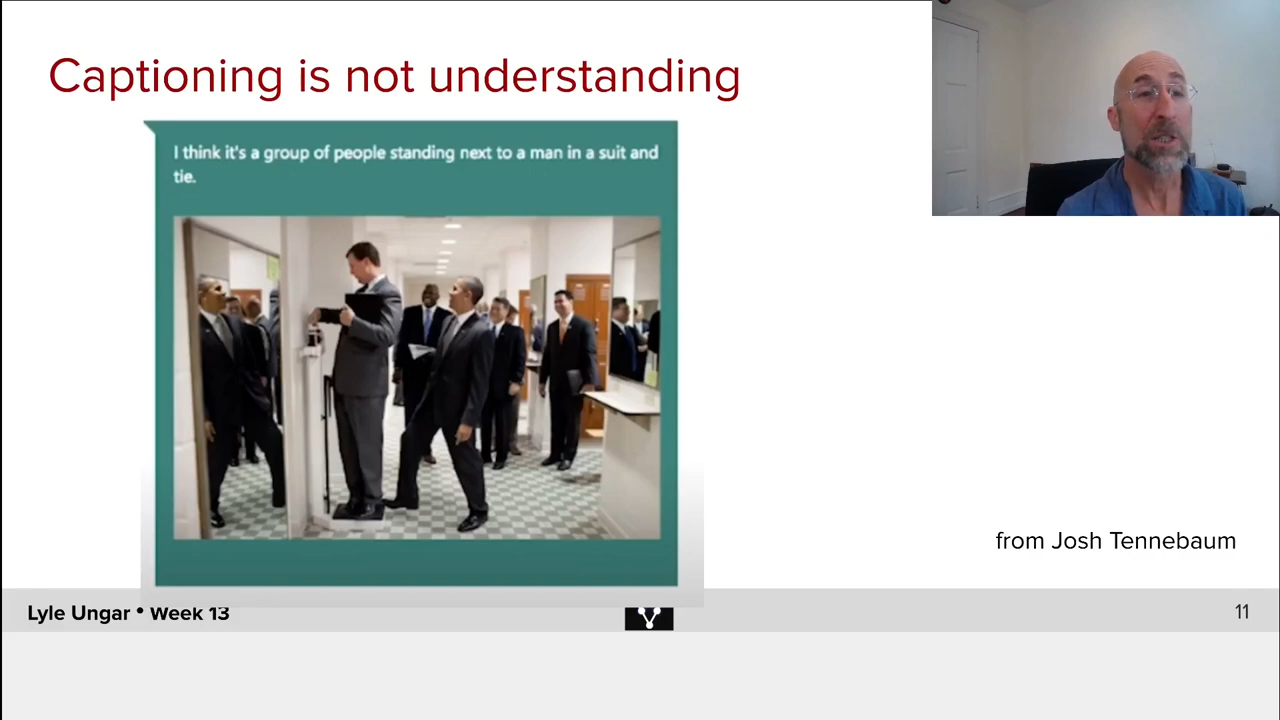 Captioning is not understanding
I think it's a group of people standing next to a man in a suit and
tie.
from Josh Tennebaum
Lyle Ungar • Week 13
11